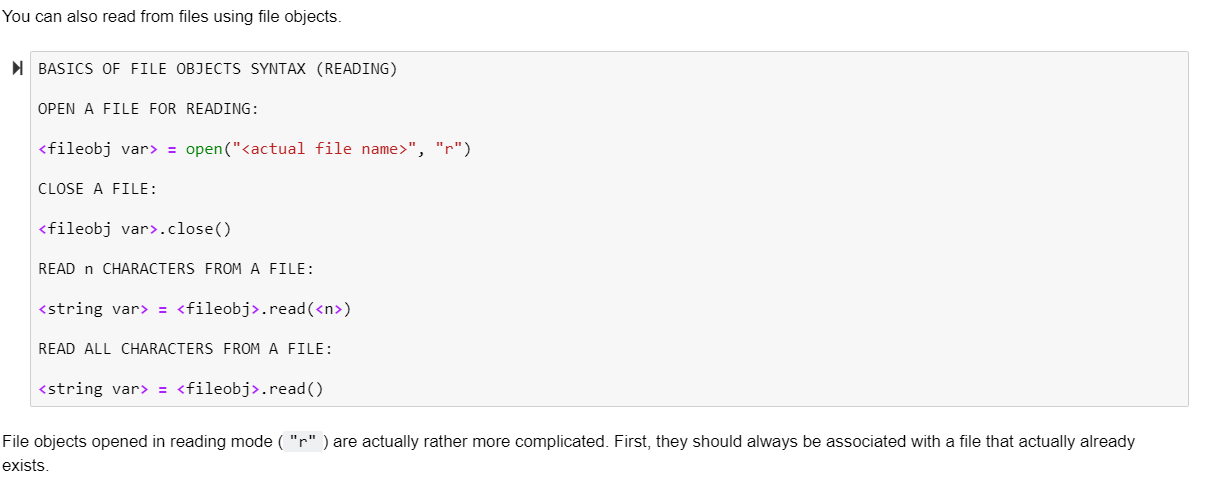 You can also read from files using file objects.
BASICS OF FILE OBJECTS SYNTAX (READING)
OPEN A FILE FOR READING:
<fileobj var> = open("<actual file name>", "r")
CLOSE A FILE:
<fileobj var>.close()
READ n CHARACTERS FROM A FILE:
<string var> = <fileobj>.read(<n>)
READ ALL CHARACTERS FROM A FILE:
<string var> = <fileobj>.read()
File objects opened in reading mode ( "r" ) are actually rather more complicated. First, they should always be associated with a file that actually already
exists.